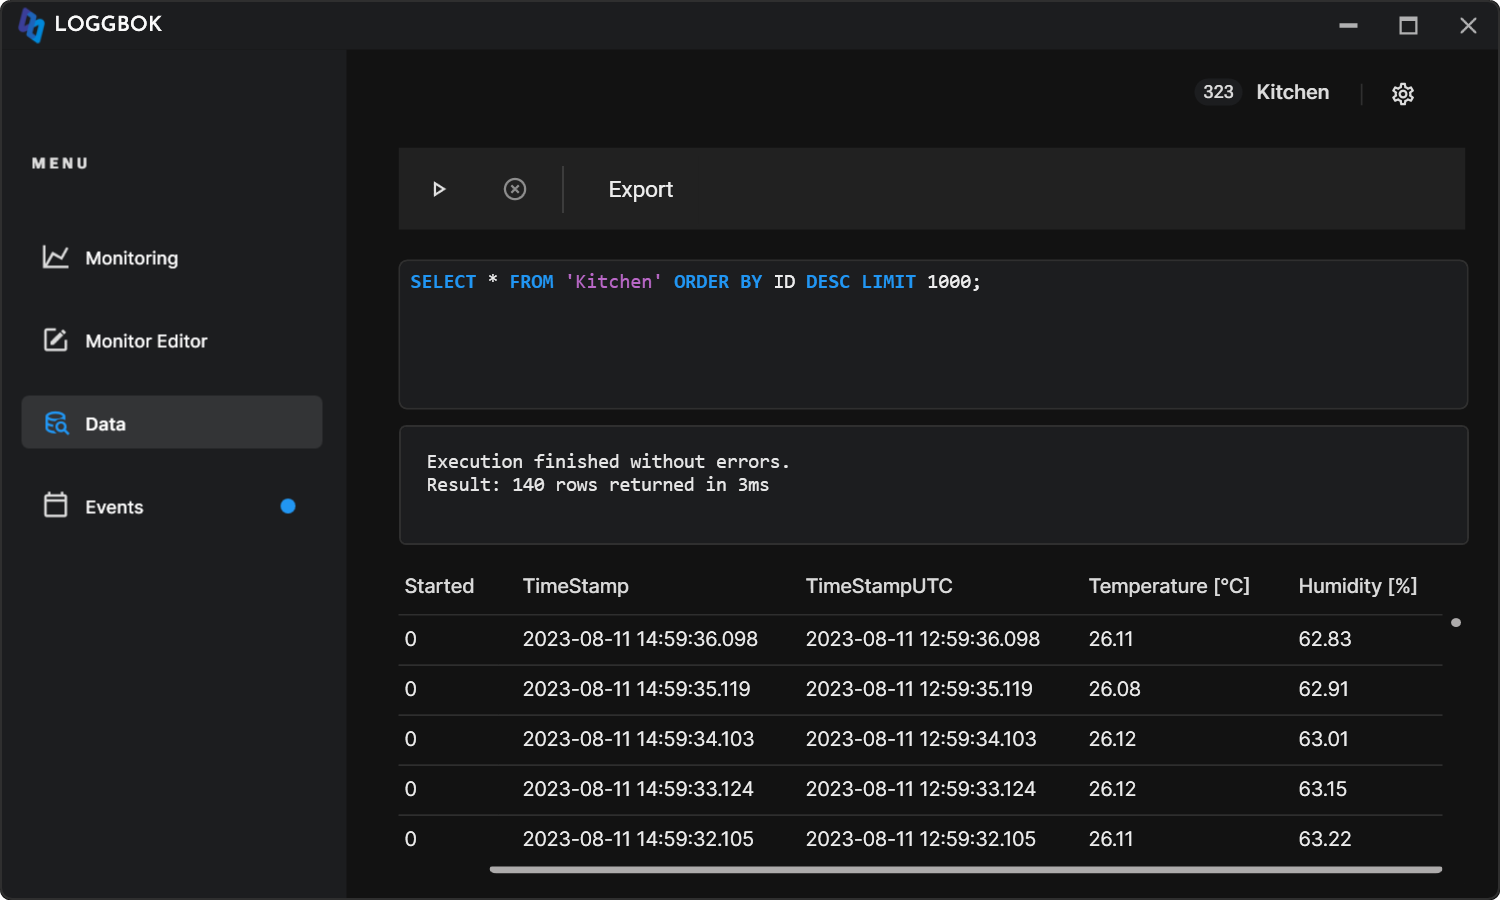 LOGGBOK
323 Kitchen
MENU
Monitoring
Monitor Editor
Data
Events
Export
SELECT * FROM 'Kitchen' ORDER BY ID DESC LIMIT 1000;
Execution finished without errors.
Result: 140 rows returned in 3ms
Started TimeStamp TimeStampUTC Temperature [°C] Humidity [%]
0 2023-08-11 14:59:36.098 2023-08-11 12:59:36.098 26.11 62.83
0 2023-08-11 14:59:35.119 2023-08-11 12:59:35.119 26.08 62.91
0 2023-08-11 14:59:34.103 2023-08-11 12:59:34.103 26.12 63.01
0 2023-08-11 14:59:33.124 2023-08-11 12:59:33.124 26.12 63.15
0 2023-08-11 14:59:32.105 2023-08-11 12:59:32.105 26.11 63.22